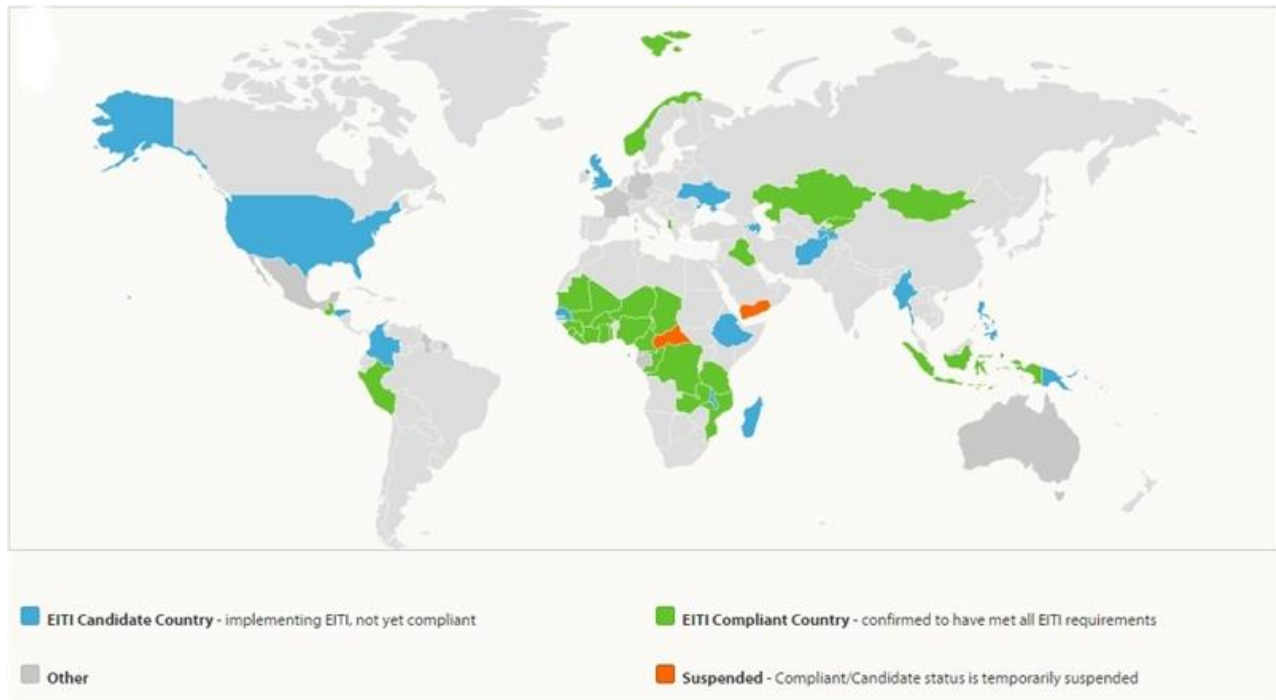 EITI Candidate Country - implementing EITI, not yet compliant
EITI Compliant Country - confirmed to have met all EITI requirements
Other
Suspended - Compliant/Candidate status is temporarily suspended